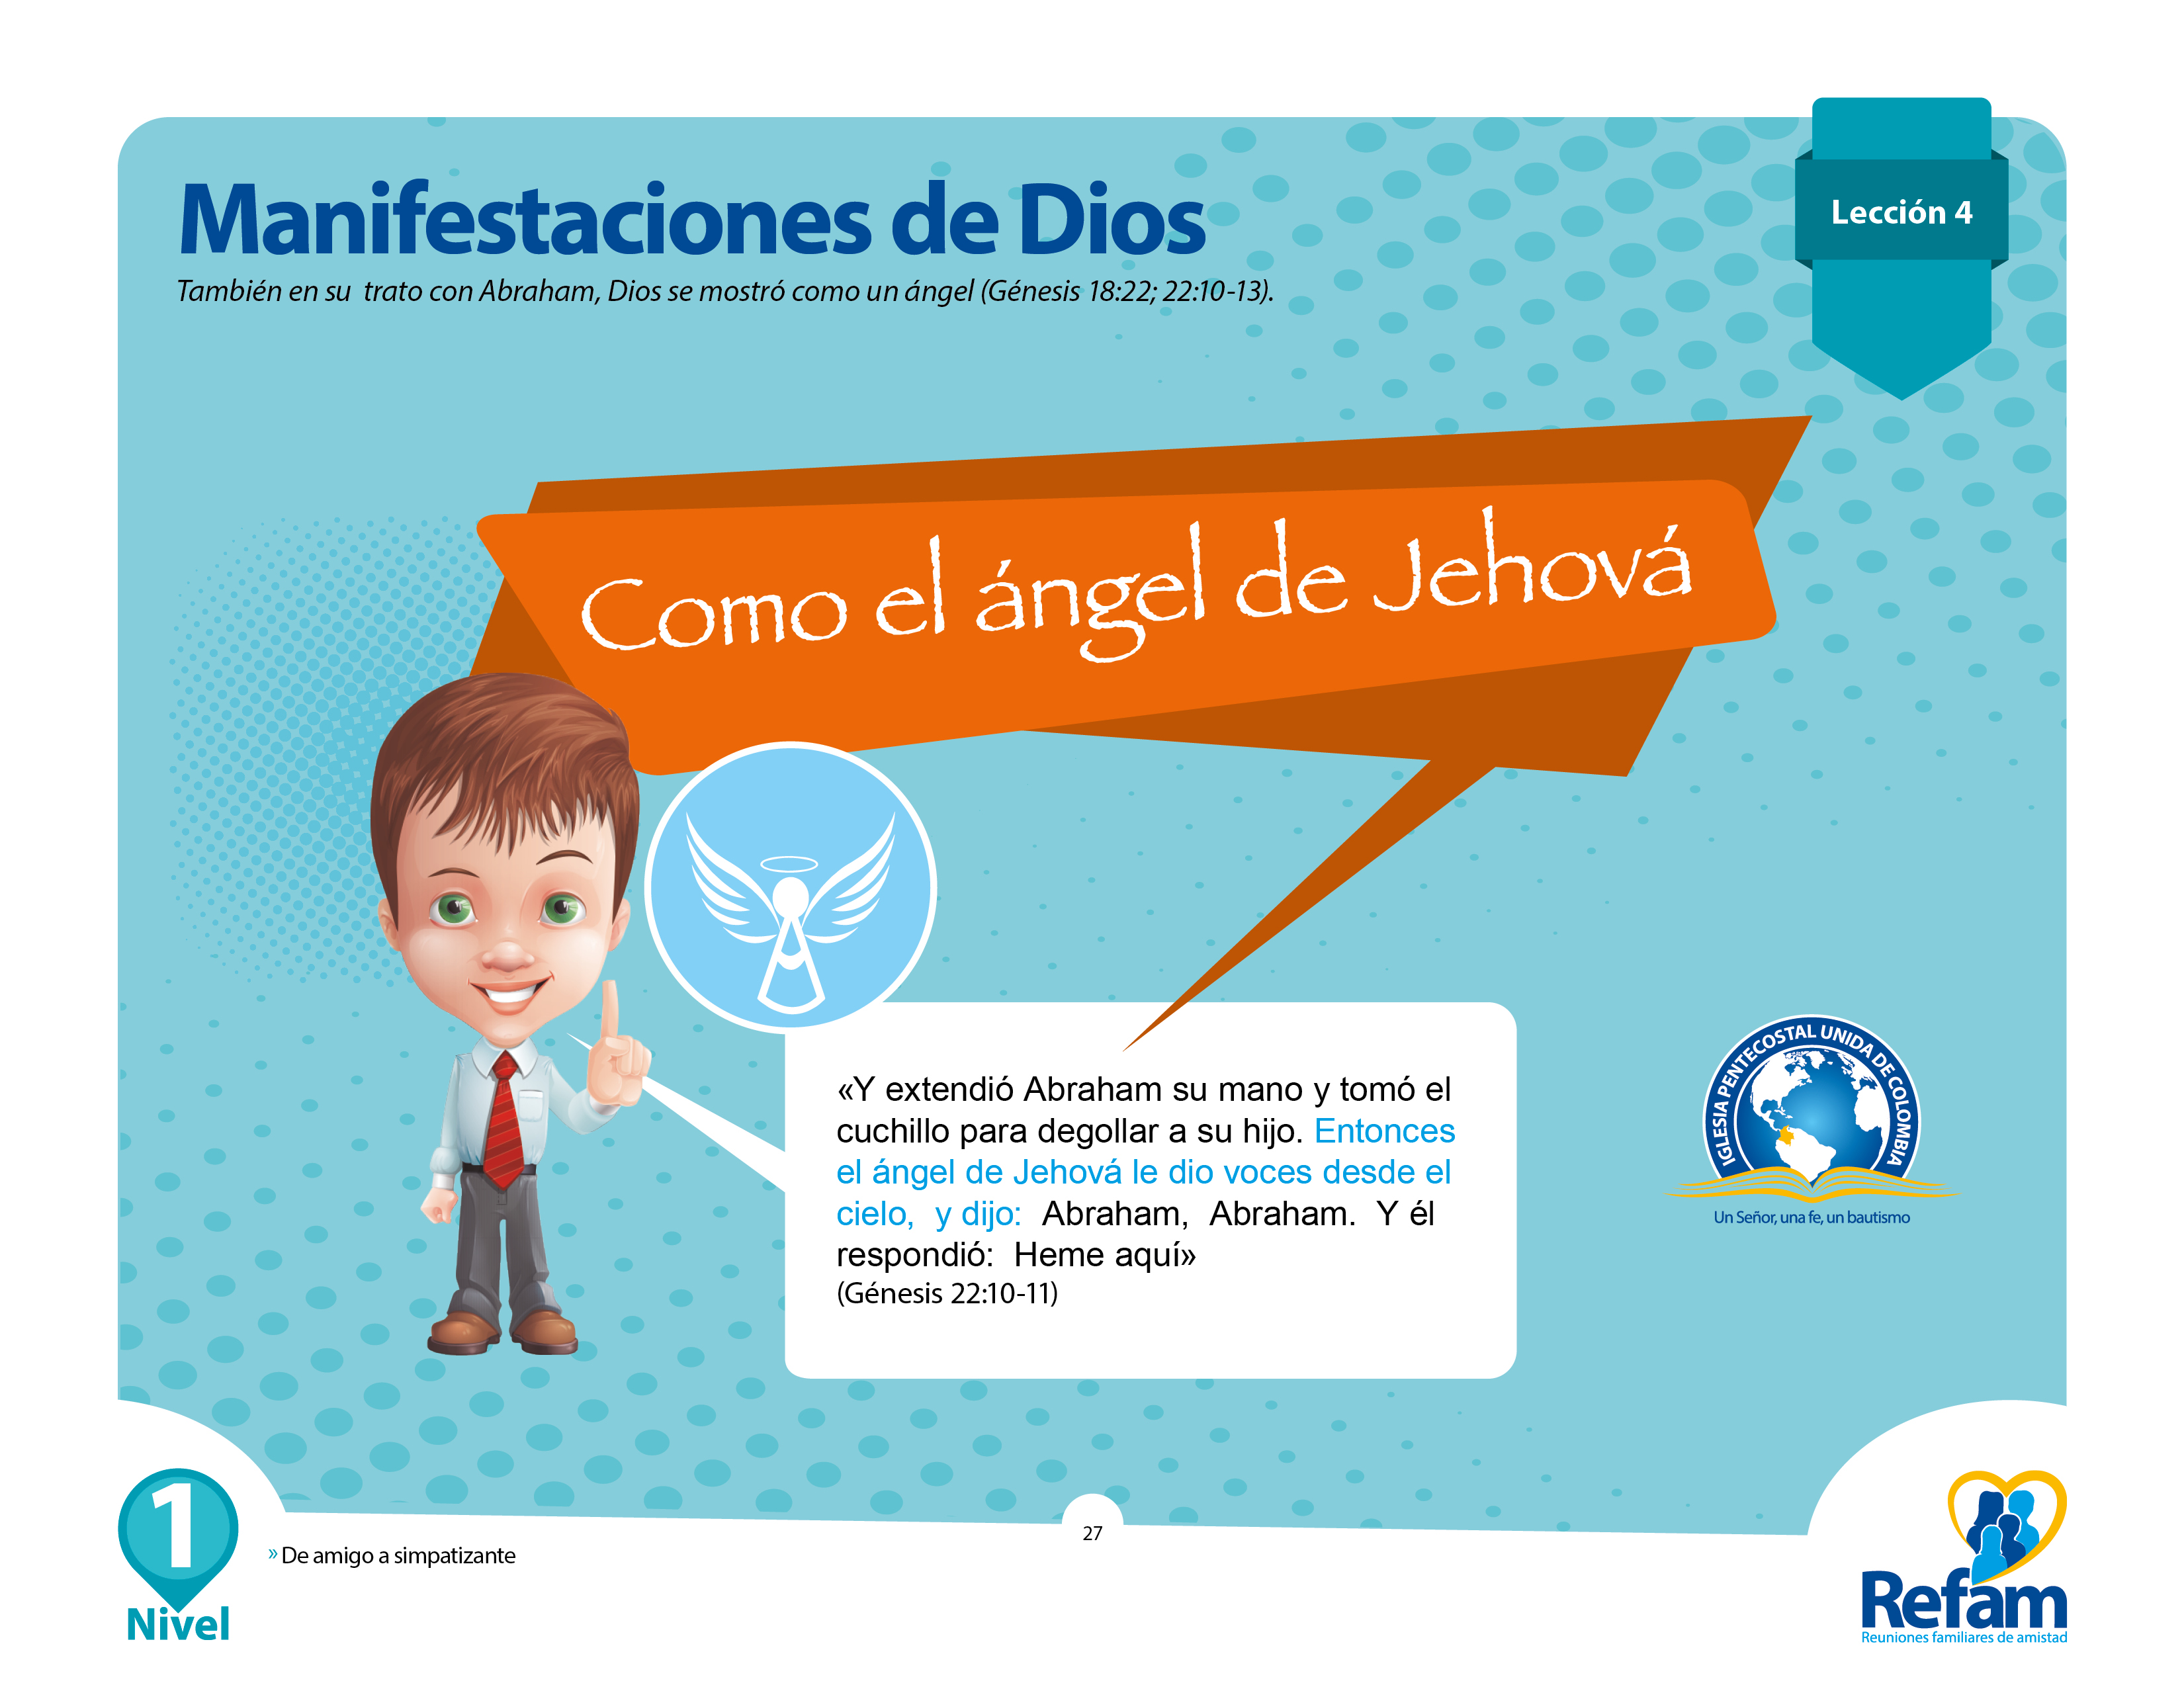 Manifestaciones de Dios
También en su trato con Abraham, Dios se mostró como un ángel (Génesis 18:22; 22:10-13).
Lección 4
Como el ángel de Jehová
«Y extendió Abraham su mano y tomó el
cuchillo para degollar a su hijo. Entonces
el ángel de Jehová le dio voces desde el
cielo, y dijo: Abraham, Abraham. Y él
respondió: Heme aquí»
(Génesis 22:10-11)
IGLESIA PENTECOSTAL UNIDA DE COLOMBIA
Un Señor, una fe, un bautismo
1
Nivel
» De amigo a simpatizante
27
Refam
Reuniones familiares de amistad